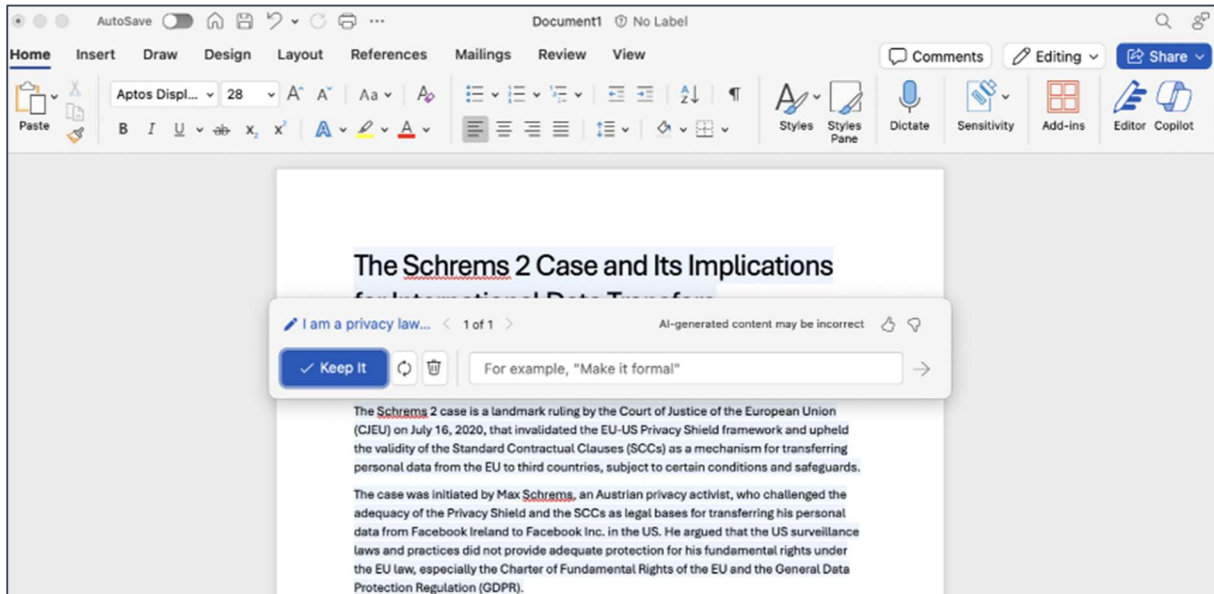 AutoSave
Document1 No Label
Home Insert Draw Design Layout References Mailings Review View Comments Editing Share
Paste
Aptos Displ... 28 A A Aa A
B I U ab x₂ x² A A
Styles
Styles Pane
Dictate
Sensitivity
Add-ins
Editor
Copilot
The Schrems 2 Case and Its Implications
for International Data Transfers
I am a privacy law... 1 of 1 AI-generated content may be incorrect
Keep It For example, "Make it formal"
The Schrems 2 case is a landmark ruling by the Court of Justice of the European Union
(CJEU) on July 16, 2020, that invalidated the EU-US Privacy Shield framework and upheld
the validity of the Standard Contractual Clauses (SCCs) as a mechanism for transferring
personal data from the EU to third countries, subject to certain conditions and safeguards.
The case was initiated by Max Schrems, an Austrian privacy activist, who challenged the
adequacy of the Privacy Shield and the SCCs as legal bases for transferring his personal
data from Facebook Ireland to Facebook Inc. in the US. He argued that the US surveillance
laws and practices did not provide adequate protection for his fundamental rights under
the EU law, especially the Charter of Fundamental Rights of the EU and the General Data
Protection Regulation (GDPR).